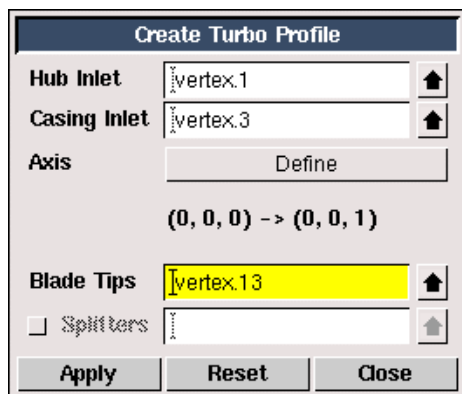 Create Turbo Profile
Hub Inlet vertex.1
Casing Inlet vertex.3
Axis Define
(0, 0, 0) -> (0, 0, 1)
Blade Tips vertex.13
Splitters
Apply Reset Close